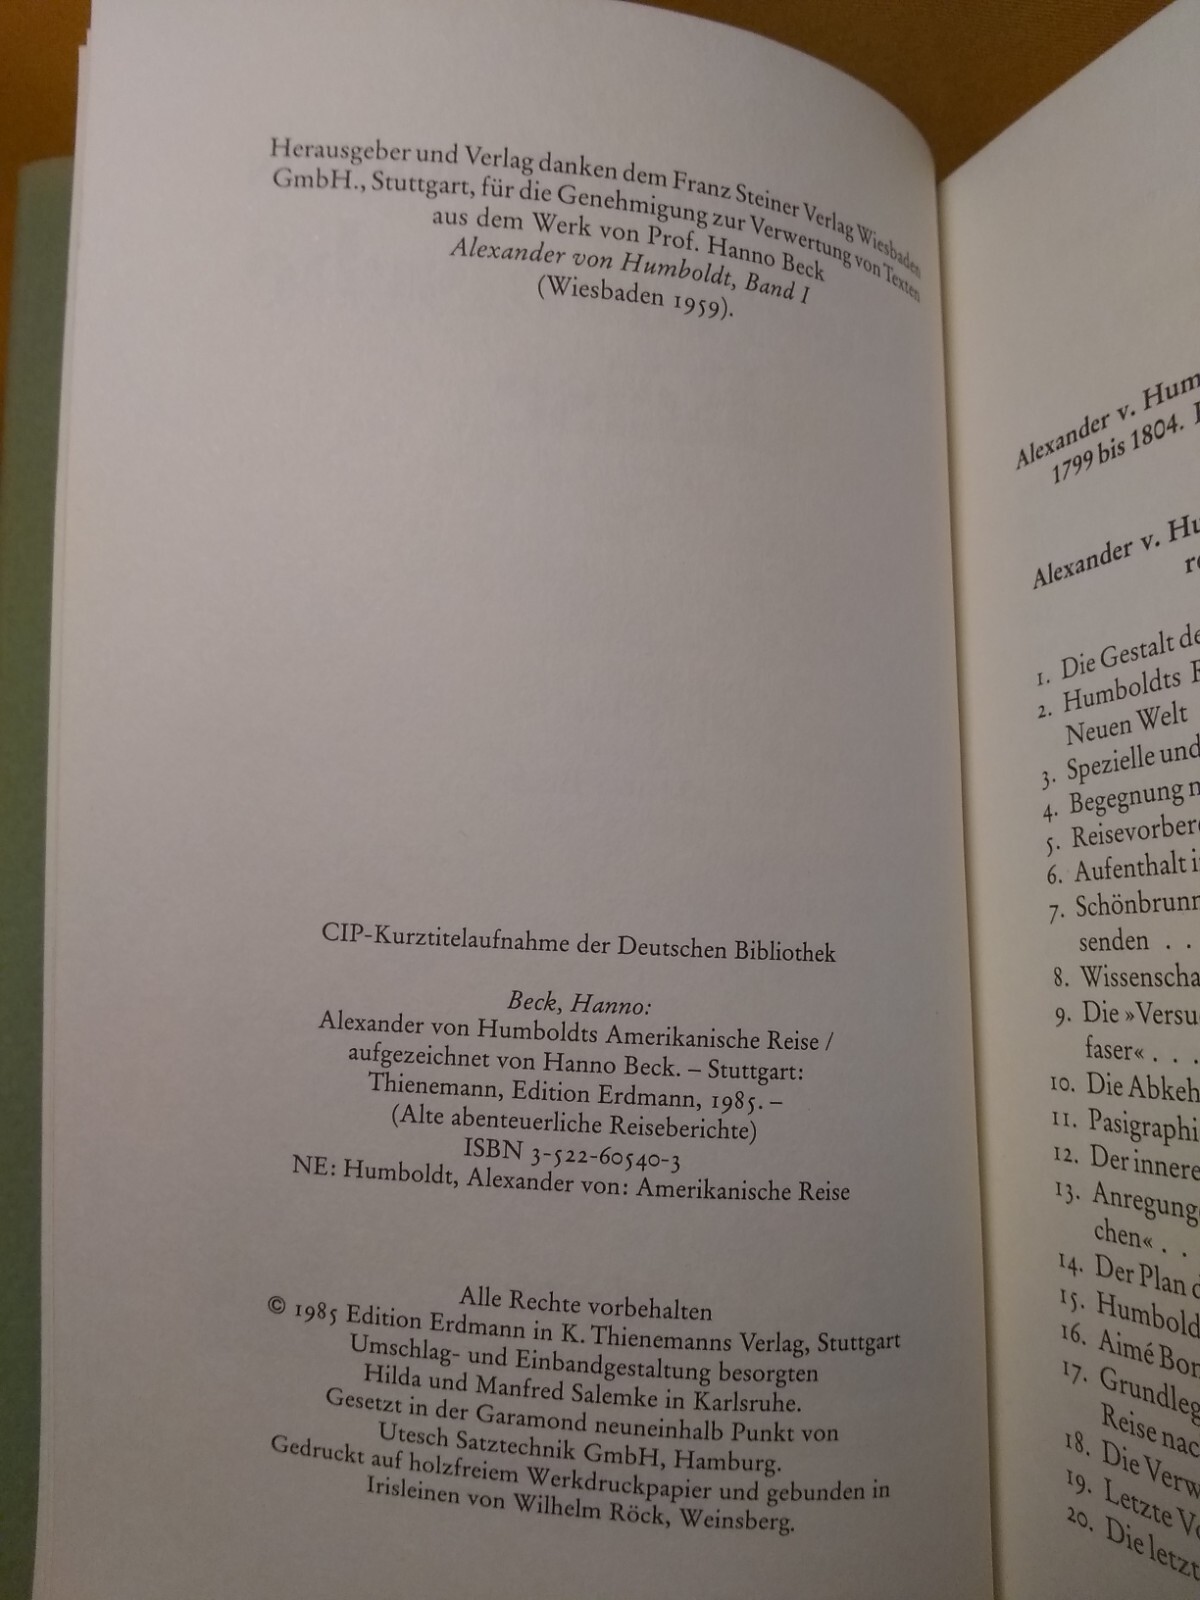 Herausgeber und Verlag danken dem Franz Steiner Verlag Wiesbaden
GmbH., Stuttgart, für die Genehmigung zur Verwertung von Texten
aus dem Werk von Prof. Hanno Beck
Alexander von Humboldt, Band I
(Wiesbaden 1959).
CIP-Kurztitelaufnahme der Deutschen Bibliothek
Beck, Hanno:
Alexander von Humboldts Amerikanische Reise /
aufgezeichnet von Hanno Beck. – Stuttgart:
Thienemann, Edition Erdmann, 1985. –
(Alte abenteuerliche Reiseberichte)
ISBN 3-522-60540-3
NE: Humboldt, Alexander von: Amerikanische Reise
Alle Rechte vorbehalten
© 1985 Edition Erdmann in K. Thienemanns Verlag, Stuttgart
Umschlag- und Einbandgestaltung besorgten
Hilda und Manfred Salemke in Karlsruhe.
Gesetzt in der Garamond neuneinhalb Punkt von
Utesch Satztechnik GmbH, Hamburg.
Gedruckt auf holzfreiem Werkdruckpapier und gebunden in
Irisleinen von Wilhelm Röck, Weinsberg.
Alexander v. Hum
1799 bis 1804.
Alexander v. Hu
re
1. Die Gestalt de
2. Humboldts F
Neuen Welt
3. Spezielle und
4. Begegnung n
5. Reisevorber
6. Aufenthalt i
7. Schönbrunn
senden . .
8. Wissenscha
9. Die »Versu
faser« . . .
10. Die Abkeh
11. Pasigraphi
12. Der innere
13. Anregung
chen« . .
14. Der Plan d
15. Humbold
16. Aimé Bon
17. Grundleg
Reise nac
18. Die Verw
19. Letzte Vo
20. Die letzt